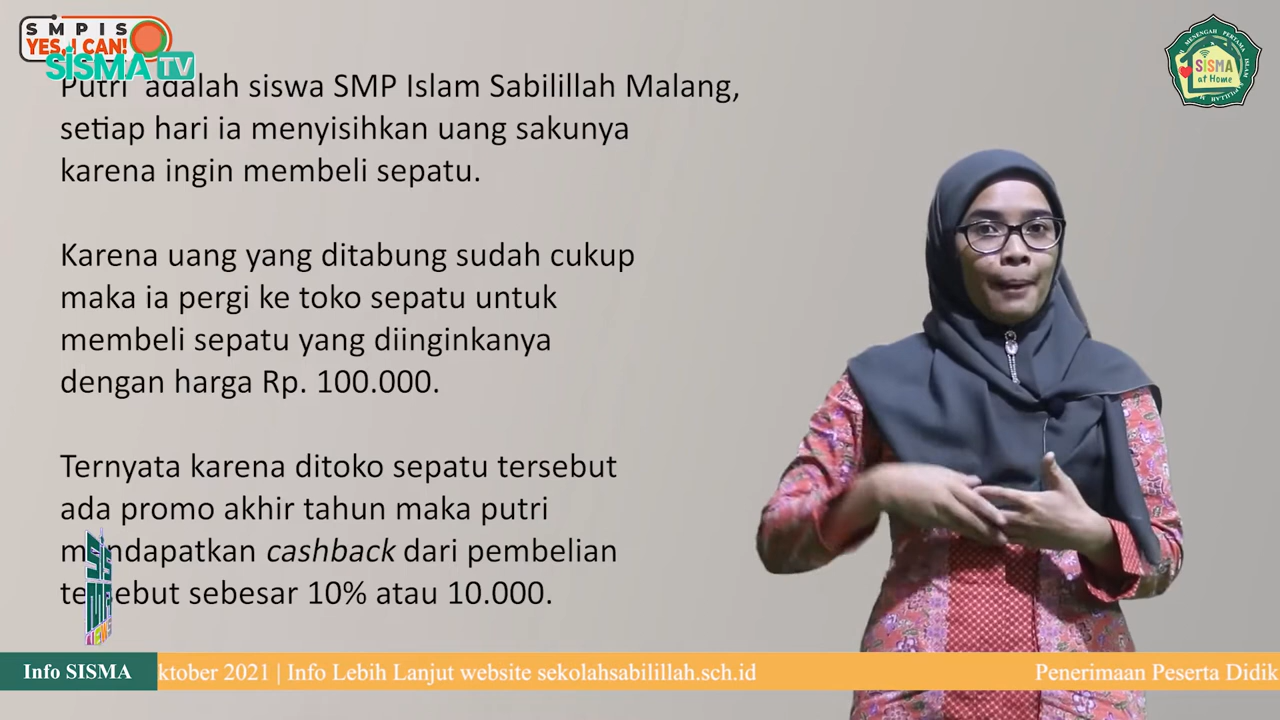 SMPIS
YES, I CAN!
SISMA TV
MENENGAH PERTAMA ISLAM
SISMA
at Home
Putri adalah siswa SMP Islam Sabilillah Malang,
setiap hari ia menyisihkan uang sakunya
karena ingin membeli sepatu.
Karena uang yang ditabung sudah cukup
maka ia pergi ke toko sepatu untuk
membeli sepatu yang diinginkanya
dengan harga Rp. 100.000.
Ternyata karena ditoko sepatu tersebut
ada promo akhir tahun maka putri
mendapatkan cashback dari pembelian
tersebut sebesar 10% atau 10.000.
Info SISMA
ktober 2021 | Info Lebih Lanjut website sekolahsabilillah.sch.id
Penerimaan Peserta Didik